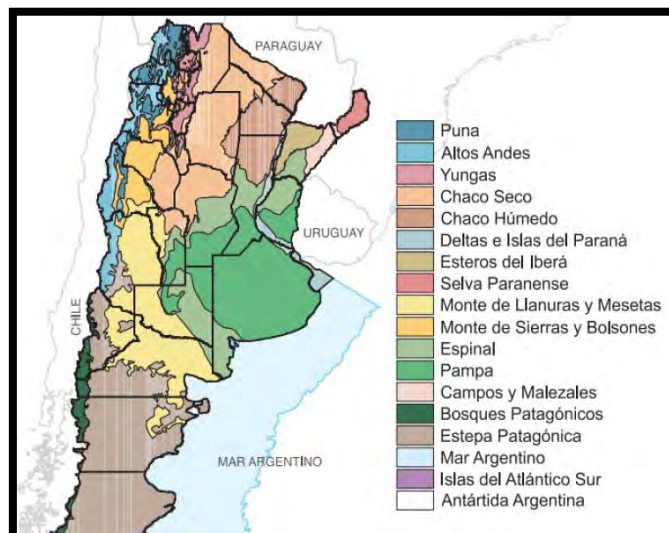 PARAGUAY
URUGUAY
CHILE
MAR ARGENTINO
Puna
Altos Andes
Yungas
Chaco Seco
Chaco Húmedo
Deltas e Islas del Paraná
Esteros del Iberá
Selva Paranense
Monte de Llanuras y Mesetas
Monte de Sierras y Bolsones
Espinal
Pampa
Campos y Malezales
Bosques Patagónicos
Estepa Patagónica
Mar Argentino
Islas del Atlántico Sur
Antártida Argentina